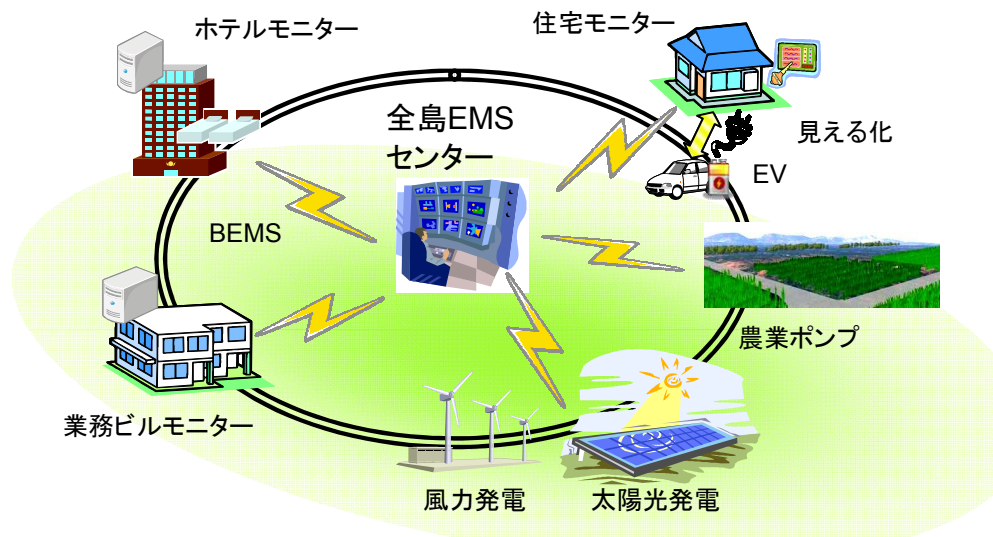 ホテルモニター
住宅モニター
全島EMS
センター
見える化
EV
BEMS
農業ポンプ
業務ビルモニター
風力発電
太陽光発電